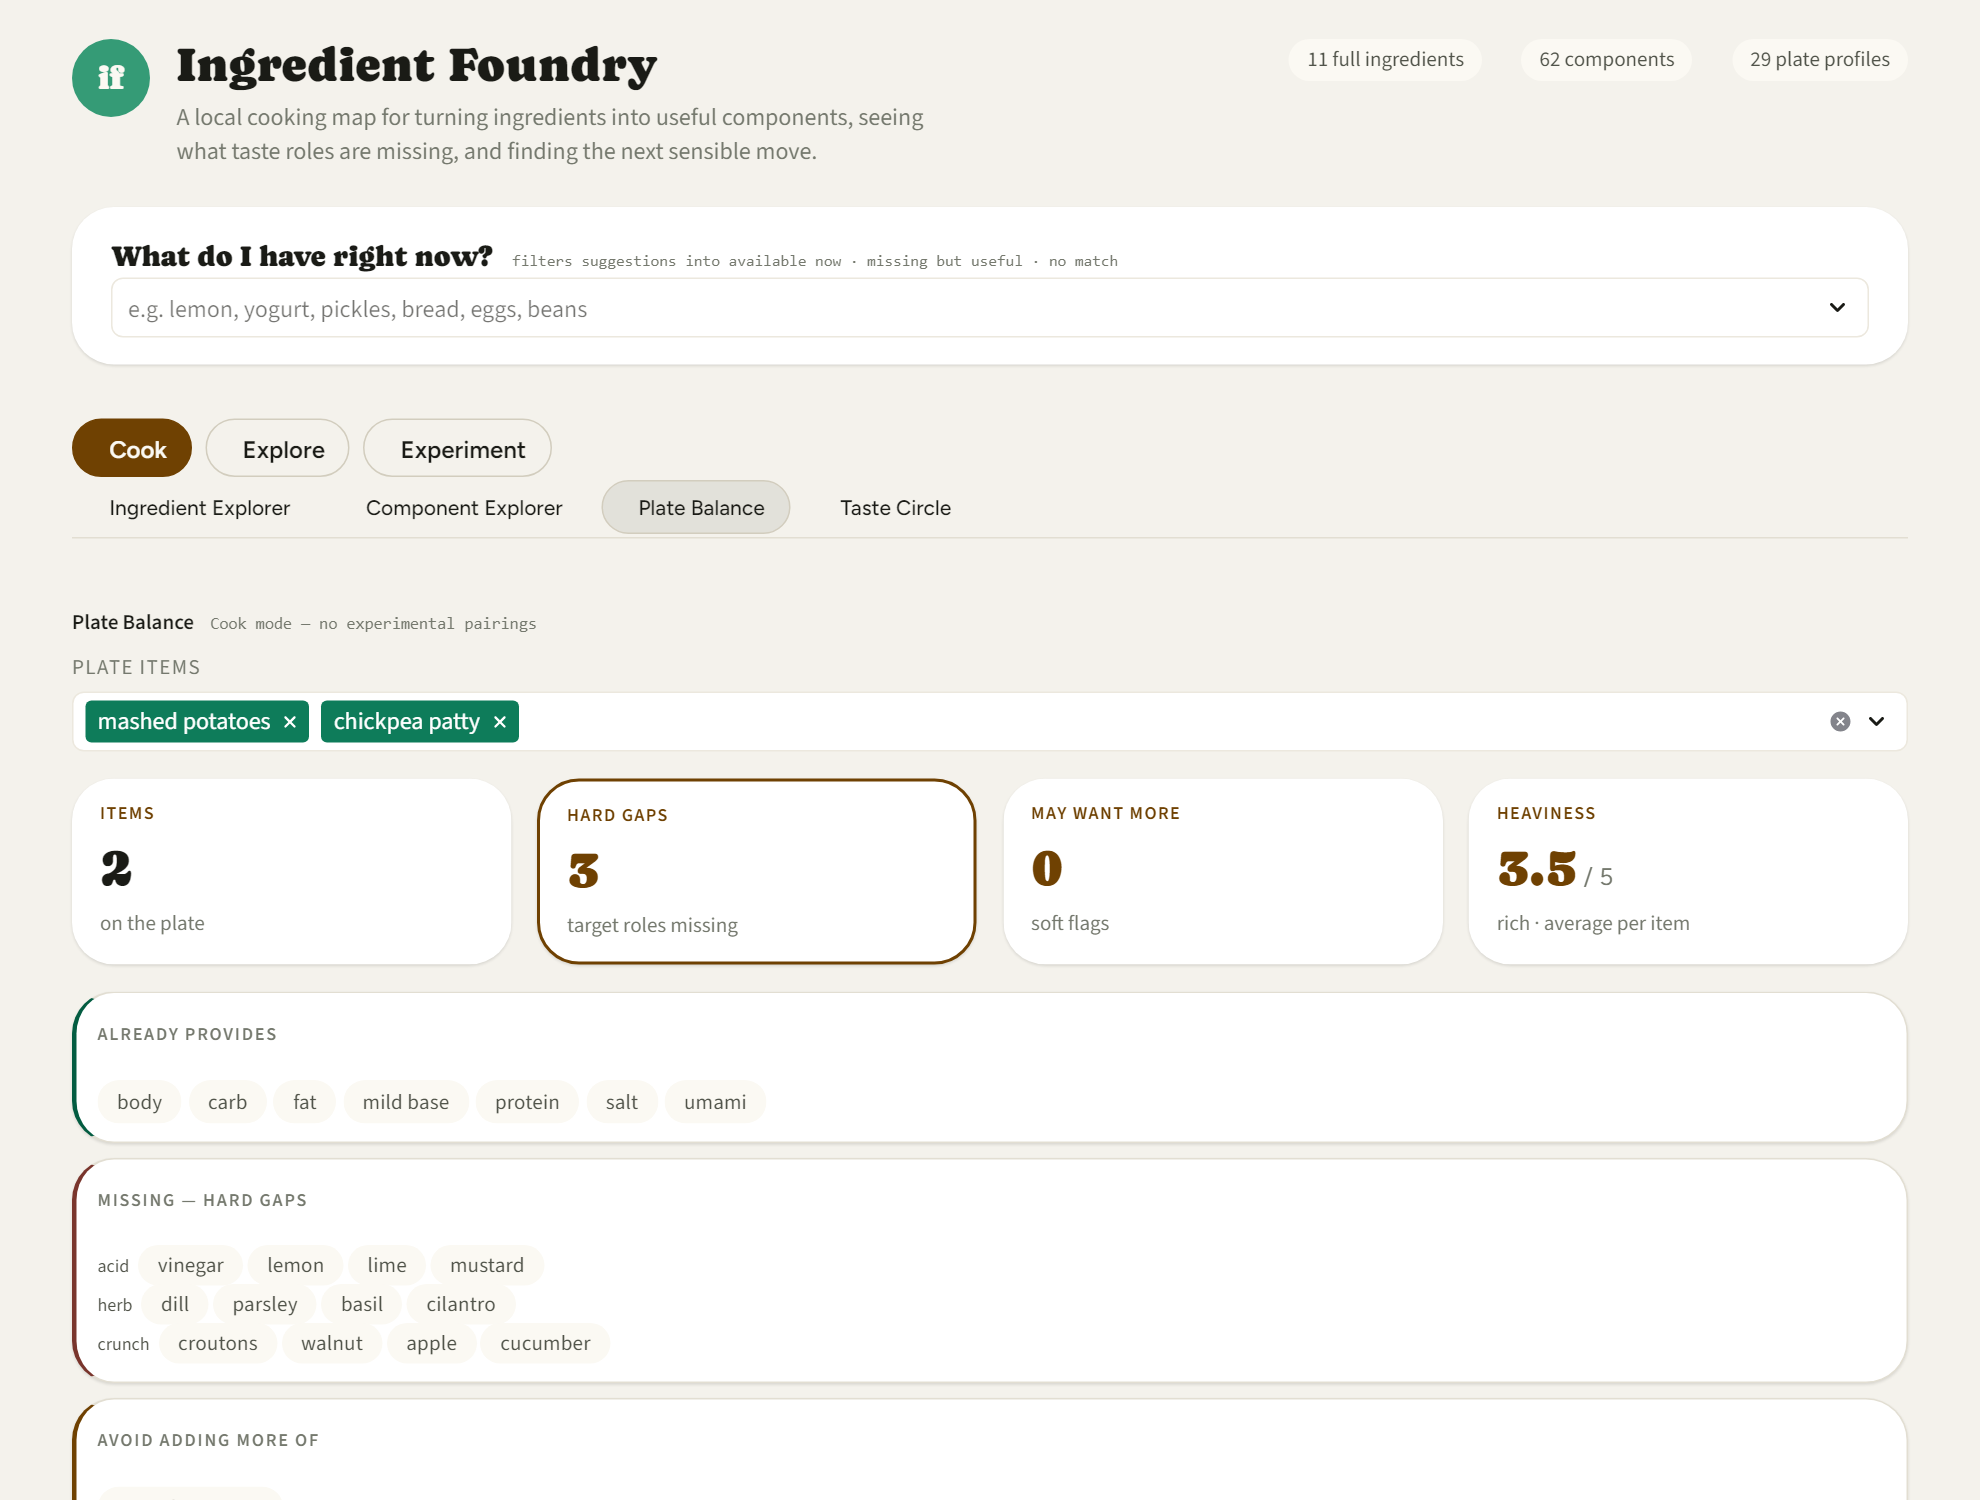 if
Ingredient Foundry
A local cooking map for turning ingredients into useful components, seeing
what taste roles are missing, and finding the next sensible move.
11 full ingredients
62 components
29 plate profiles
What do I have right now? filters suggestions into available now · missing but useful · no match
e.g. lemon, yogurt, pickles, bread, eggs, beans
Cook Explore Experiment
Ingredient Explorer Component Explorer Plate Balance Taste Circle
Plate Balance Cook mode — no experimental pairings
PLATE ITEMS
mashed potatoes × chickpea patty ×
ITEMS
2
on the plate
HARD GAPS
3
target roles missing
MAY WANT MORE
0
soft flags
HEAVINESS
3.5 / 5
rich · average per item
ALREADY PROVIDES
body carb fat mild base protein salt umami
MISSING — HARD GAPS
acid vinegar lemon lime mustard
herb dill parsley basil cilantro
crunch croutons walnut apple cucumber
AVOID ADDING MORE OF